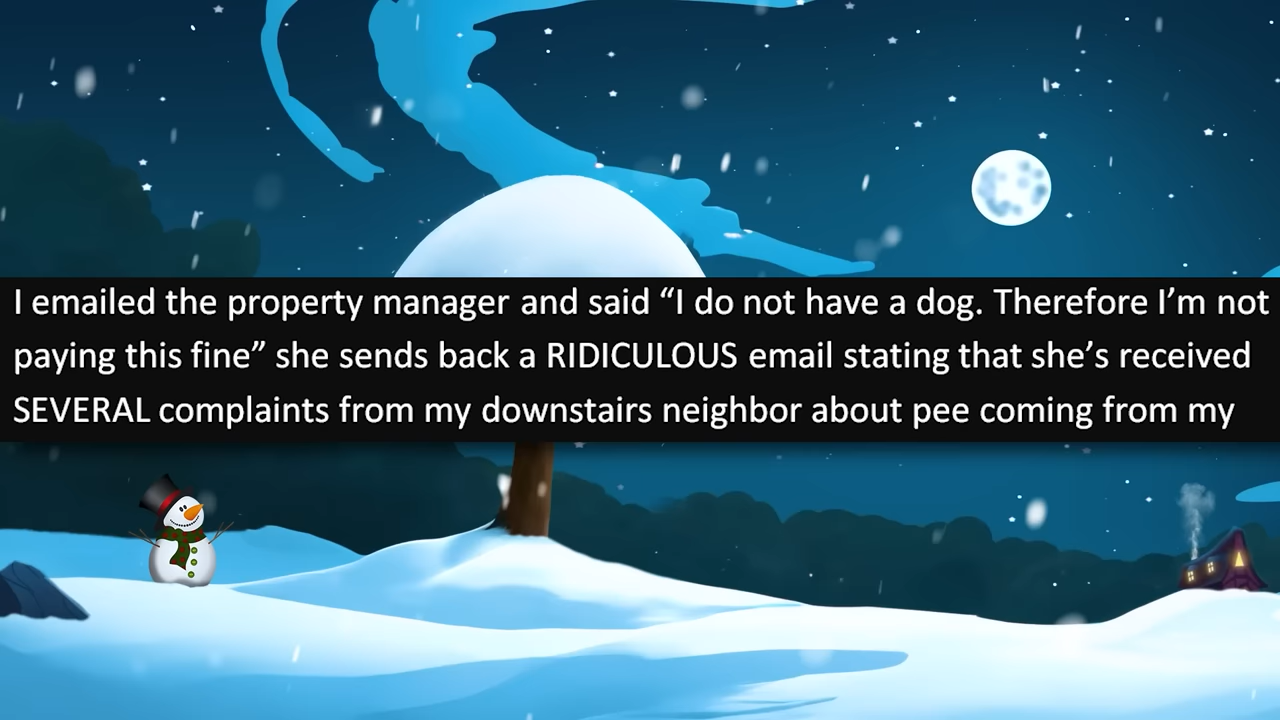 I emailed the property manager and said “I do not have a dog. Therefore I’m not
paying this fine” she sends back a RIDICULOUS email stating that she’s received
SEVERAL complaints from my downstairs neighbor about pee coming from my